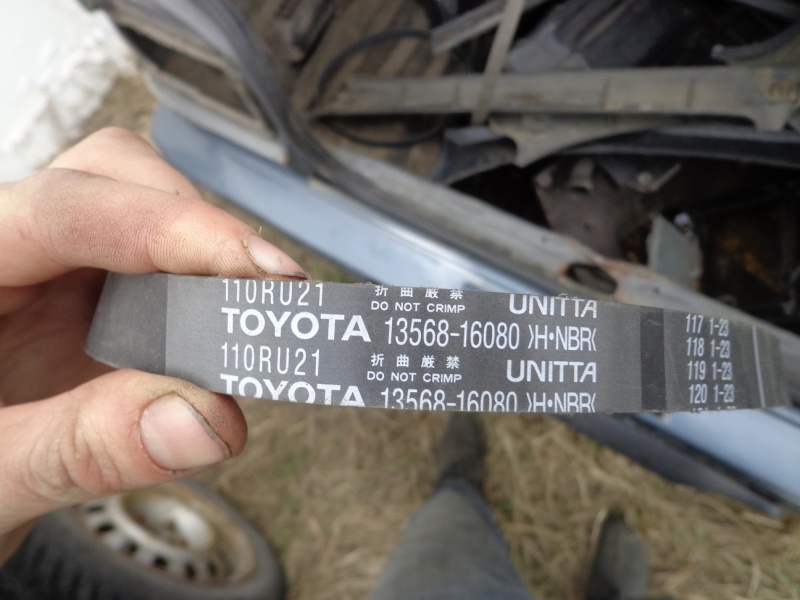 110RU21 折曲厳禁 UNITTA
DO NOT CRIMP
TOYOTA 13568-16080 >H•NBR<
110RU21 折曲厳禁 UNITTA
DO NOT CRIMP
TOYOTA 13568-16080 >H•NBR<
117 1-23
118 1-23
119 1-23
120 1-23